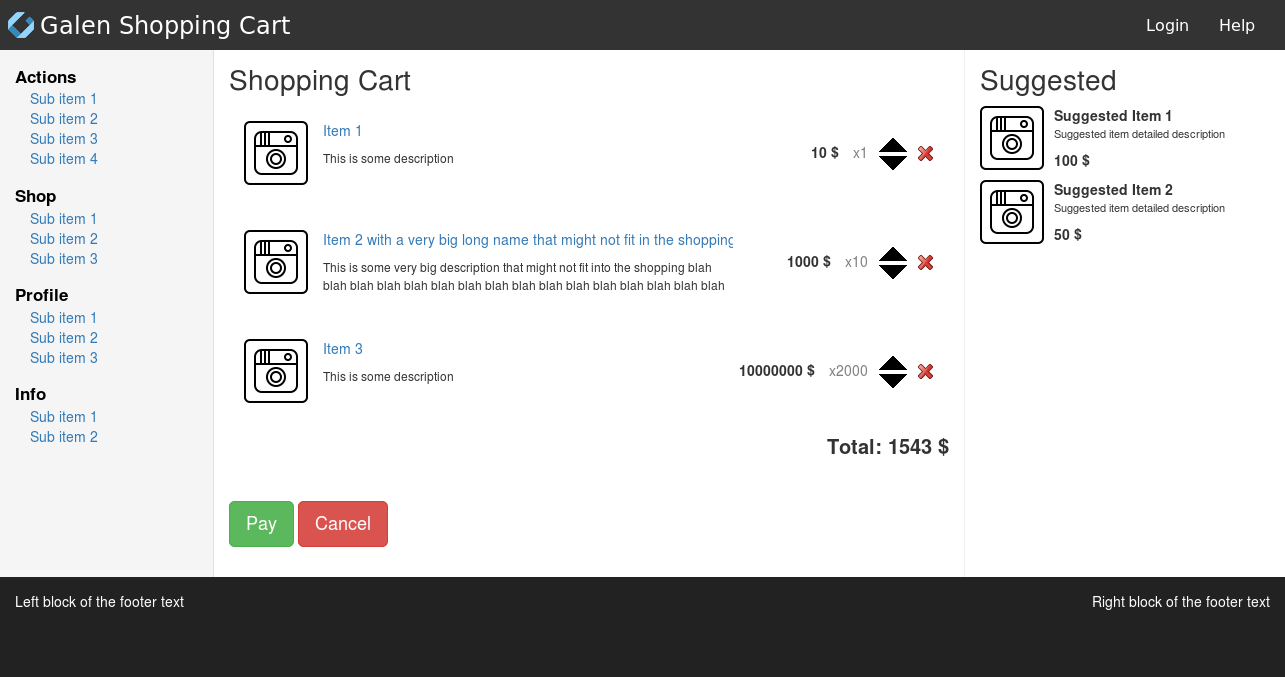 Galen Shopping Cart
Login
Help
Actions
Sub item 1
Sub item 2
Sub item 3
Sub item 4
Shop
Sub item 1
Sub item 2
Sub item 3
Profile
Sub item 1
Sub item 2
Sub item 3
Info
Sub item 1
Sub item 2
Shopping Cart
Item 1
This is some description
10 $ x1
Item 2 with a very big long name that might not fit in the shopping
This is some very big description that might not fit into the shopping blah
blah blah blah blah blah blah blah blah blah blah blah blah blah blah blah
1000 $ x10
Item 3
This is some description
10000000 $ x2000
Total: 1543 $
Pay
Cancel
Suggested
Suggested Item 1
Suggested item detailed description
100 $
Suggested Item 2
Suggested item detailed description
50 $
Left block of the footer text
Right block of the footer text